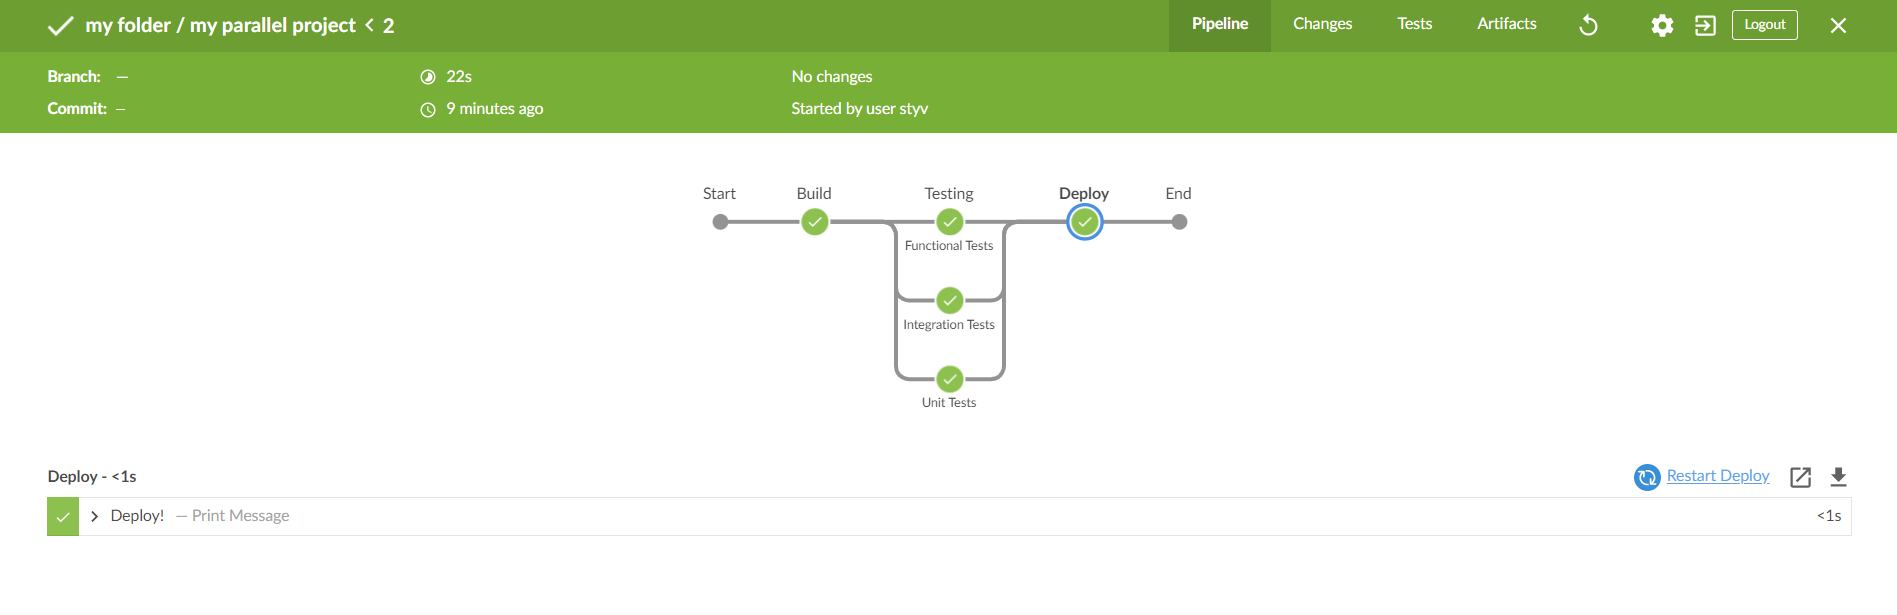 my folder / my parallel project < 2
Pipeline
Changes
Tests
Artifacts
Logout
Branch: —
22s
No changes
Commit: —
9 minutes ago
Started by user styv
Start
Build
Testing
Deploy
End
Functional Tests
Integration Tests
Unit Tests
Deploy - <1s
Restart Deploy
Deploy! — Print Message
<1s